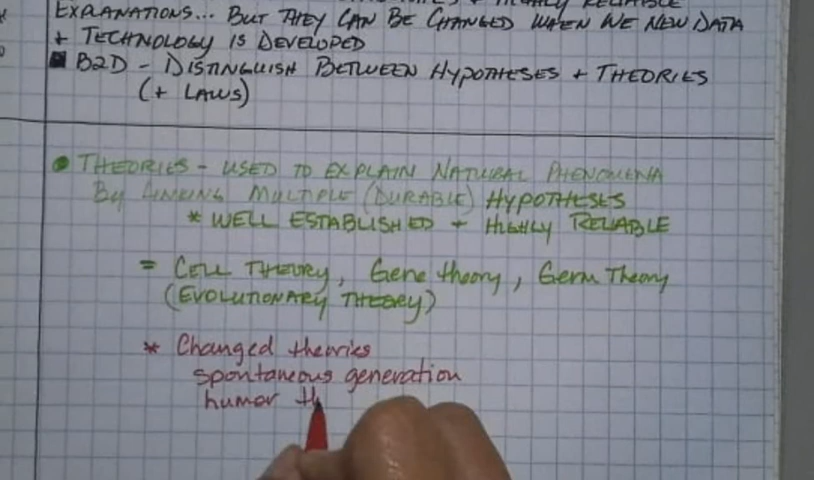 EXPLANATIONS... BUT THEY CAN BE CHANGED WHEN WE NEW DATA
+ TECHNOLOGY IS DEVELOPED
B2D - DISTINGUISH BETWEEN HYPOTHESES + THEORIES
(+ LAWS)
THEORIES - USED TO EXPLAIN NATURAL PHENOMENA
By LINKING MULTIPLE (DURABLE) HYPOTHESES
* WELL ESTABLISHED + HIGHLY RELIABLE
= CELL THEORY, Gene theory, Germ Theory
(EVOLUTIONARY THEORY)
* Changed theories
spontaneous generation
humor th